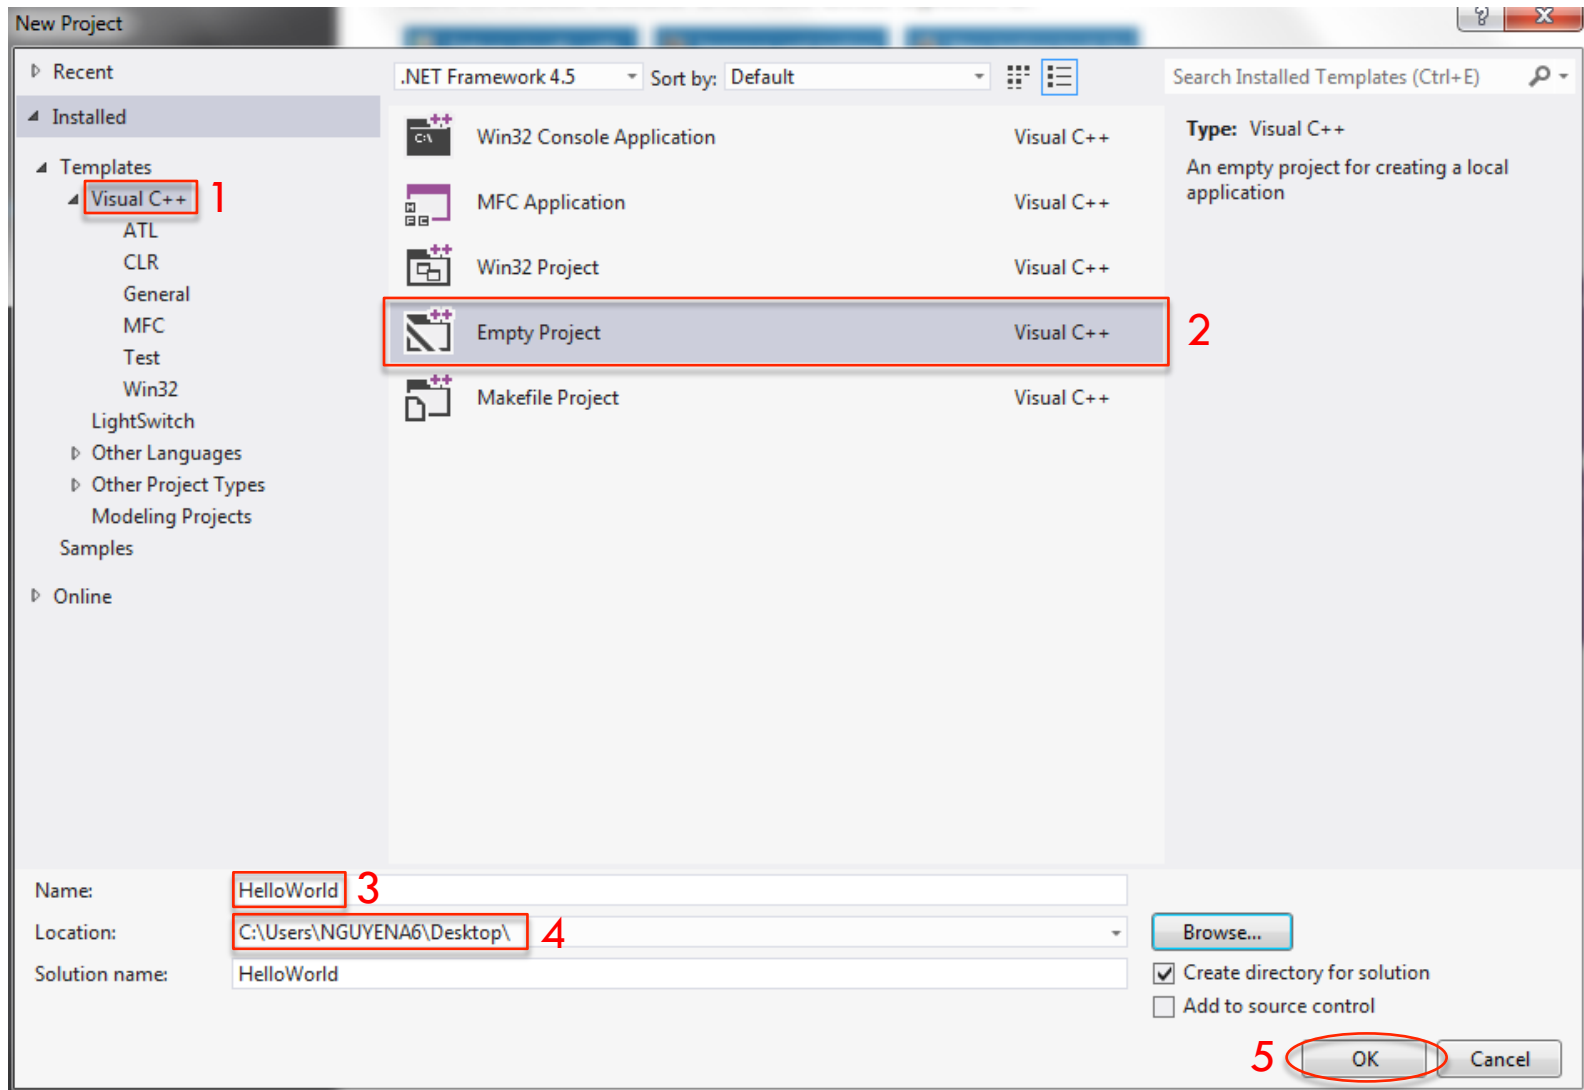 New Project
Recent
Installed
Templates
Visual C++ 1
ATL
CLR
General
MFC
Test
Win32
LightSwitch
Other Languages
Other Project Types
Modeling Projects
Samples
Online
.NET Framework 4.5 Sort by: Default
Win32 Console Application Visual C++
MFC Application Visual C++
Win32 Project Visual C++
Empty Project Visual C++ 2
Makefile Project Visual C++
Search Installed Templates (Ctrl+E)
Type: Visual C++
An empty project for creating a local
application
Name: HelloWorld 3
Location: C:\Users\NGUYENA6\Desktop\ 4 Browse...
Solution name: HelloWorld
Create directory for solution
Add to source control
5 OK Cancel